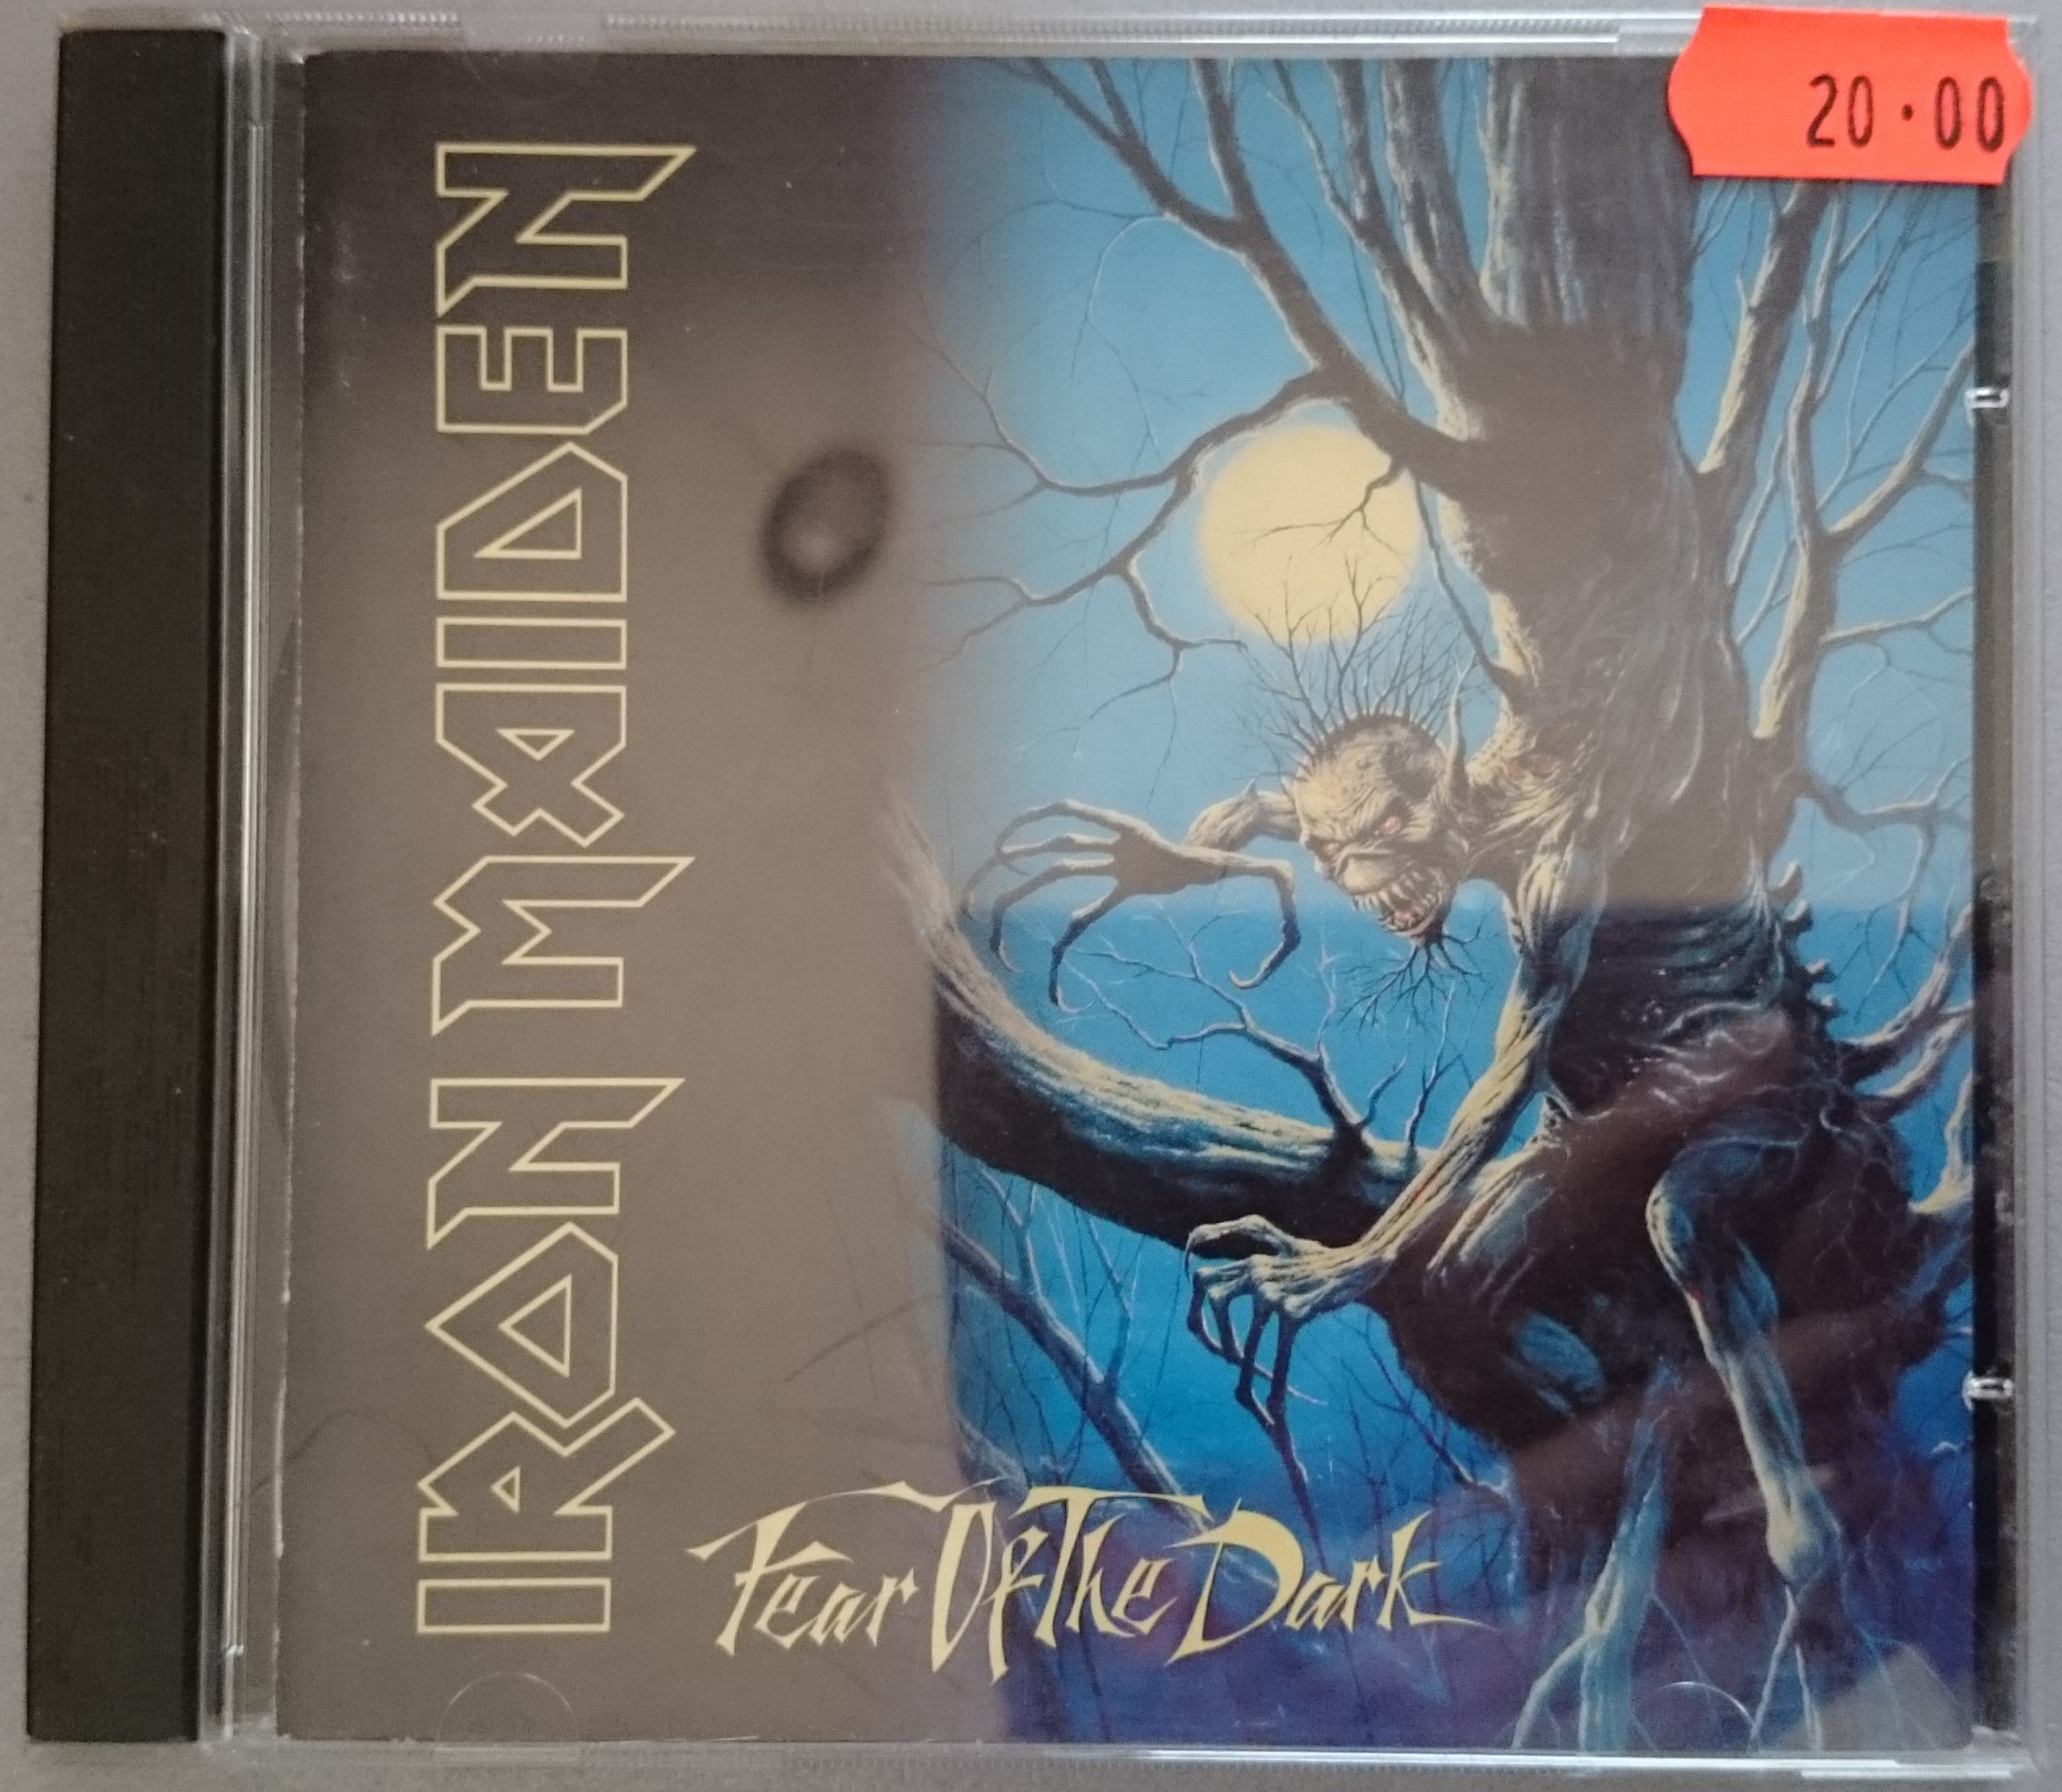 20.00
IRON MAIDEN
Fear Of The Dark